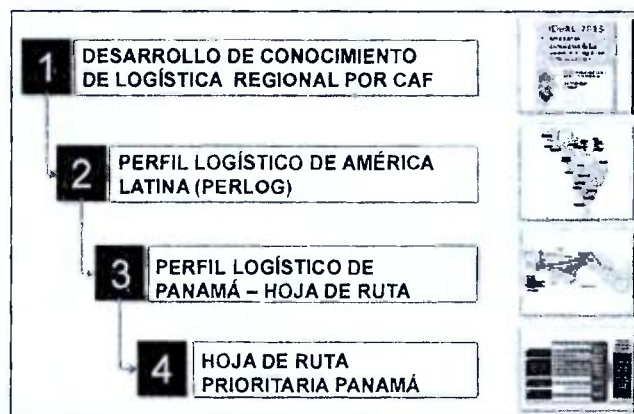 1
DESARROLLO DE CONOCIMIENTO
DE LOGÍSTICA REGIONAL POR CAF
2
PERFIL LOGÍSTICO DE AMÉRICA
LATINA (PERLOG)
3
PERFIL LOGÍSTICO DE
PANAMÁ – HOJA DE RUTA
4
HOJA DE RUTA
PRIORITARIA PANAMÁ